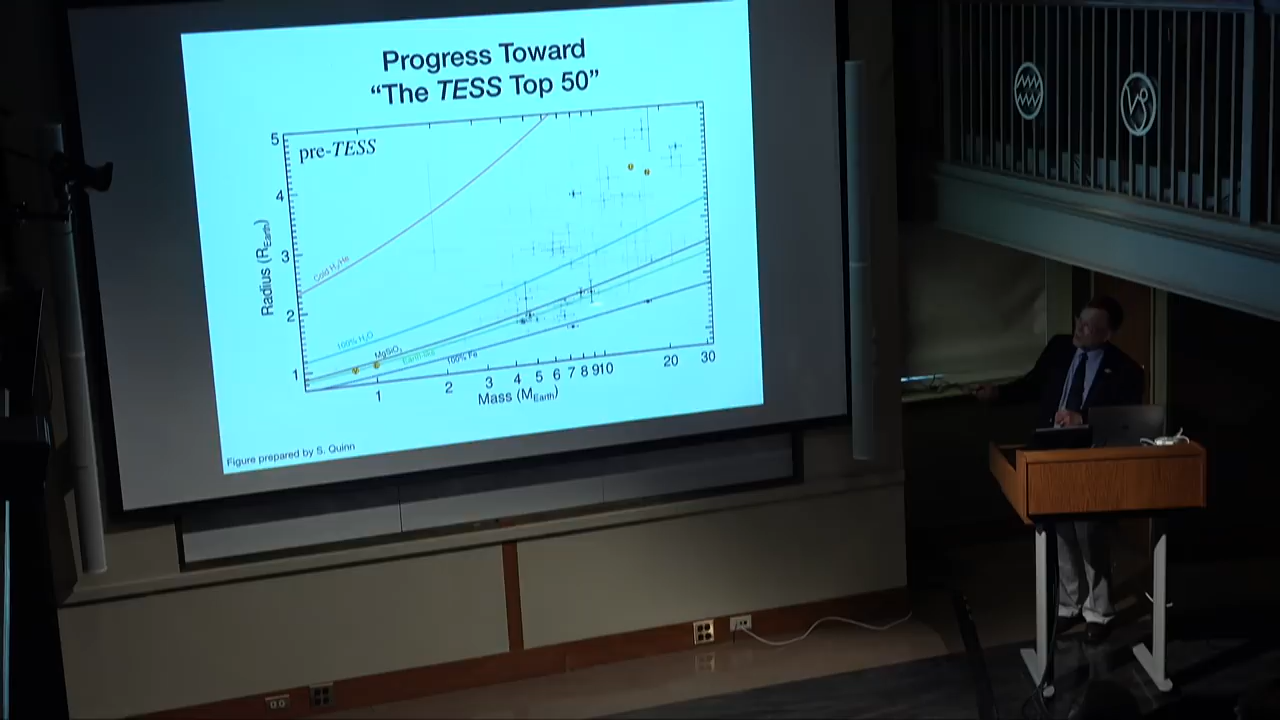 Progress Toward
“The TESS Top 50”
pre-TESS
5
4
3
2
1
Radius (REarth)
Cold H2/He
100% H2O
MgSiO3
Earth-like
100% Fe
1 2 3 4 5 6 7 8 9 10 20 30
Mass (MEarth)
Figure prepared by S. Quinn